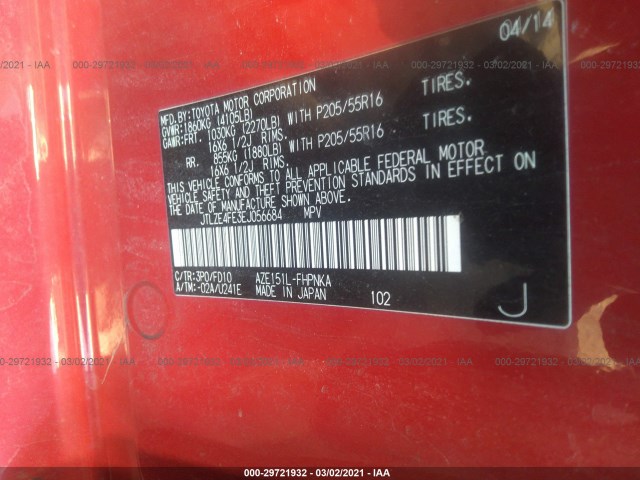 04/14
MFD.BY:TOYOTA MOTOR CORPORATION
GVWR:1860KG (4105LB)
GAWR:FRT. 1030KG (2270LB) WITH P205/55R16 TIRES.
16X6 1/2J RIMS.
RR. 855KG (1880LB) WITH P205/55R16 TIRES.
16X6 1/2J RIMS.
THIS VEHICLE CONFORMS TO ALL APPLICABLE FEDERAL MOTOR
VEHICLE SAFETY AND THEFT PREVENTION STANDARDS IN EFFECT ON
THE DATE OF MANUFACTURE SHOWN ABOVE.
JTLZE4FE3EJ056684 MPV
C/TR:3P0/FD10 AZE151L-FHPNKA
A/TM:-02A/U241E MADE IN JAPAN 102 J
000-29721932 - 03/02/2021 - IAA